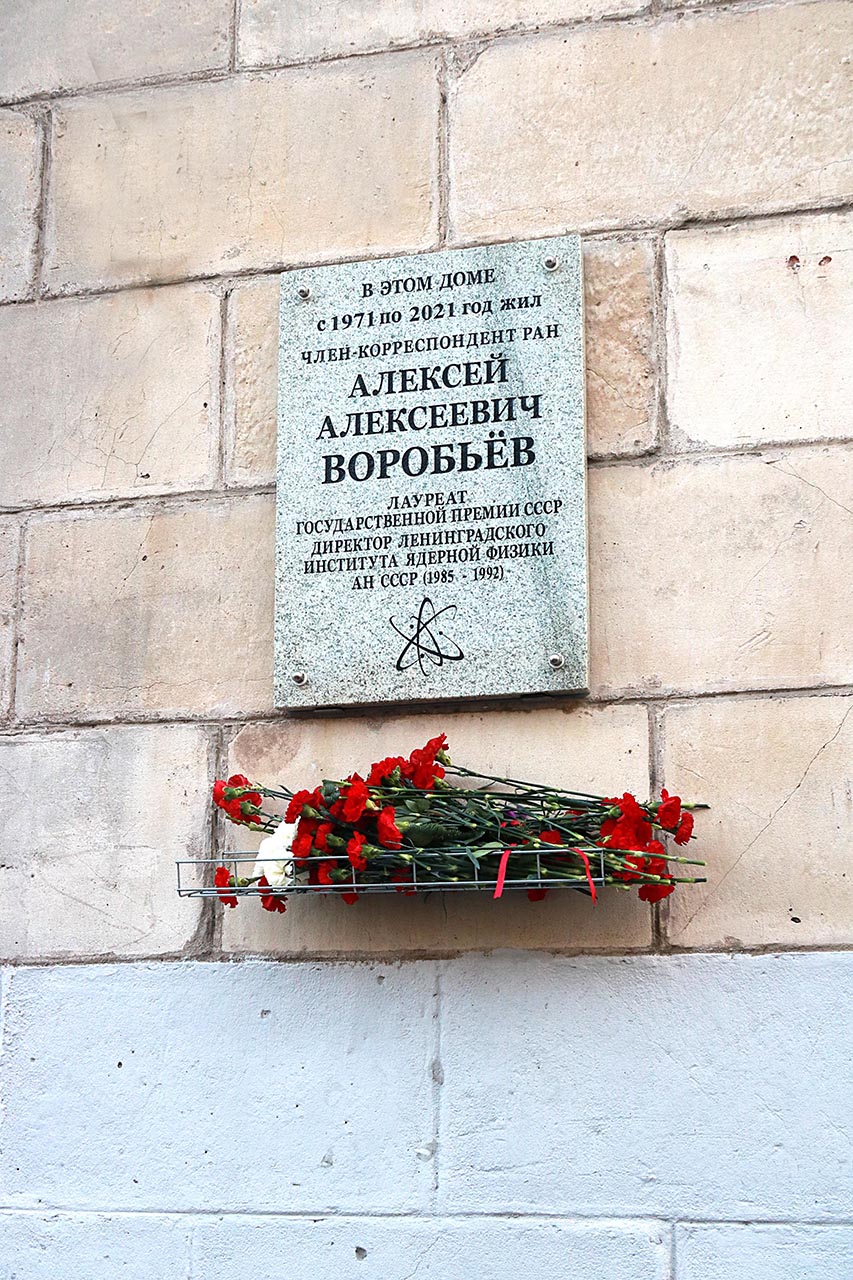 В ЭТОМ ДОМЕ
с 1971 по 2021 год жил
ЧЛЕН-КОРРЕСПОНДЕНТ РАН
АЛЕКСЕЙ
АЛЕКСЕЕВИЧ
ВОРОБЬЁВ
ЛАУРЕАТ
ГОСУДАРСТВЕННОЙ ПРЕМИИ СССР
ДИРЕКТОР ЛЕНИНГРАДСКОГО
ИНСТИТУТА ЯДЕРНОЙ ФИЗИКИ
АН СССР (1985 - 1992)